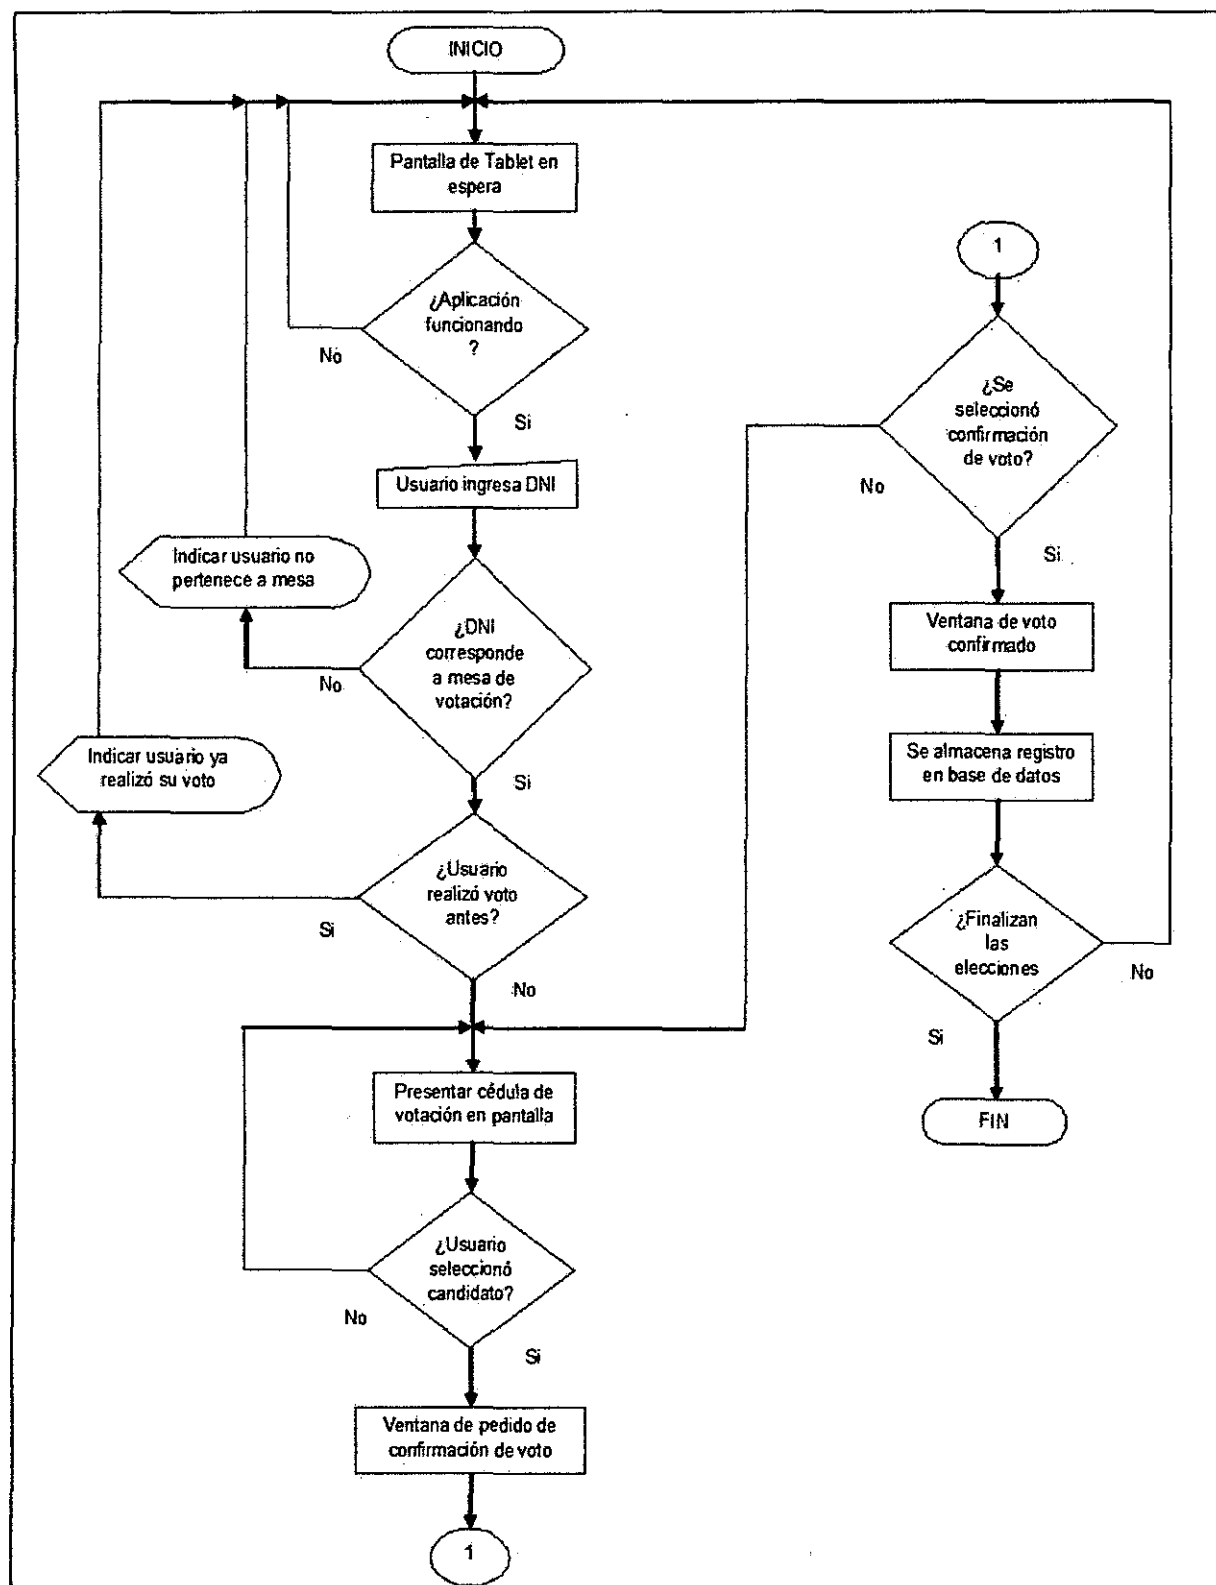 INICIO
Pantalla de Tablet en
espera
¿Aplicación
funcionando
?
No
Si
Usuario ingresa DNI
Indicar usuario no
pertenece a mesa
¿DNI
corresponde
a mesa de
votación?
No
Si
Indicar usuario ya
realizó su voto
¿Usuario
realizó voto
antes?
Si
No
Presentar cédula de
votación en pantalla
¿Usuario
seleccionó
candidato?
No
Si
Ventana de pedido de
confirmación de voto
1
1
¿Se
seleccionó
confirmación
de voto?
No
Si
Ventana de voto
confirmado
Se almacena registro
en base de datos
¿Finalizan
las
elecciones
No
Si
FIN